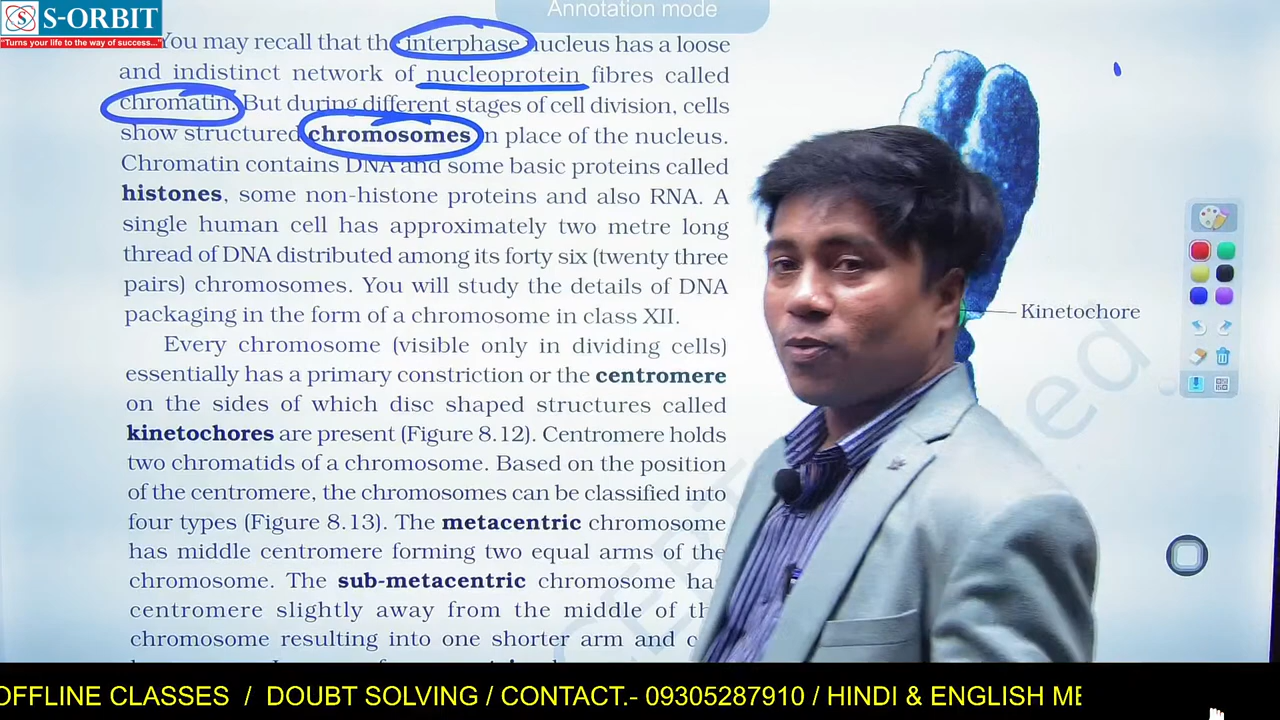 Annotation mode
S-ORBIT
"Turns your life to the way of success..."
You may recall that the interphase nucleus has a loose
and indistinct network of nucleoprotein fibres called
chromatin. But during different stages of cell division, cells
show structured chromosomes in place of the nucleus.
Chromatin contains DNA and some basic proteins called
histones, some non-histone proteins and also RNA. A
single human cell has approximately two metre long
thread of DNA distributed among its forty six (twenty three
pairs) chromosomes. You will study the details of DNA
packaging in the form of a chromosome in class XII.
Every chromosome (visible only in dividing cells)
essentially has a primary constriction or the centromere
on the sides of which disc shaped structures called
kinetochores are present (Figure 8.12). Centromere holds
two chromatids of a chromosome. Based on the position
of the centromere, the chromosomes can be classified into
four types (Figure 8.13). The metacentric chromosome
has middle centromere forming two equal arms of the
chromosome. The sub-metacentric chromosome ha
centromere slightly away from the middle of th
chromosome resulting into one shorter arm and
Kinetochore
OFFLINE CLASSES / DOUBT SOLVING / CONTACT.- 09305287910 / HINDI & ENGLISH ME